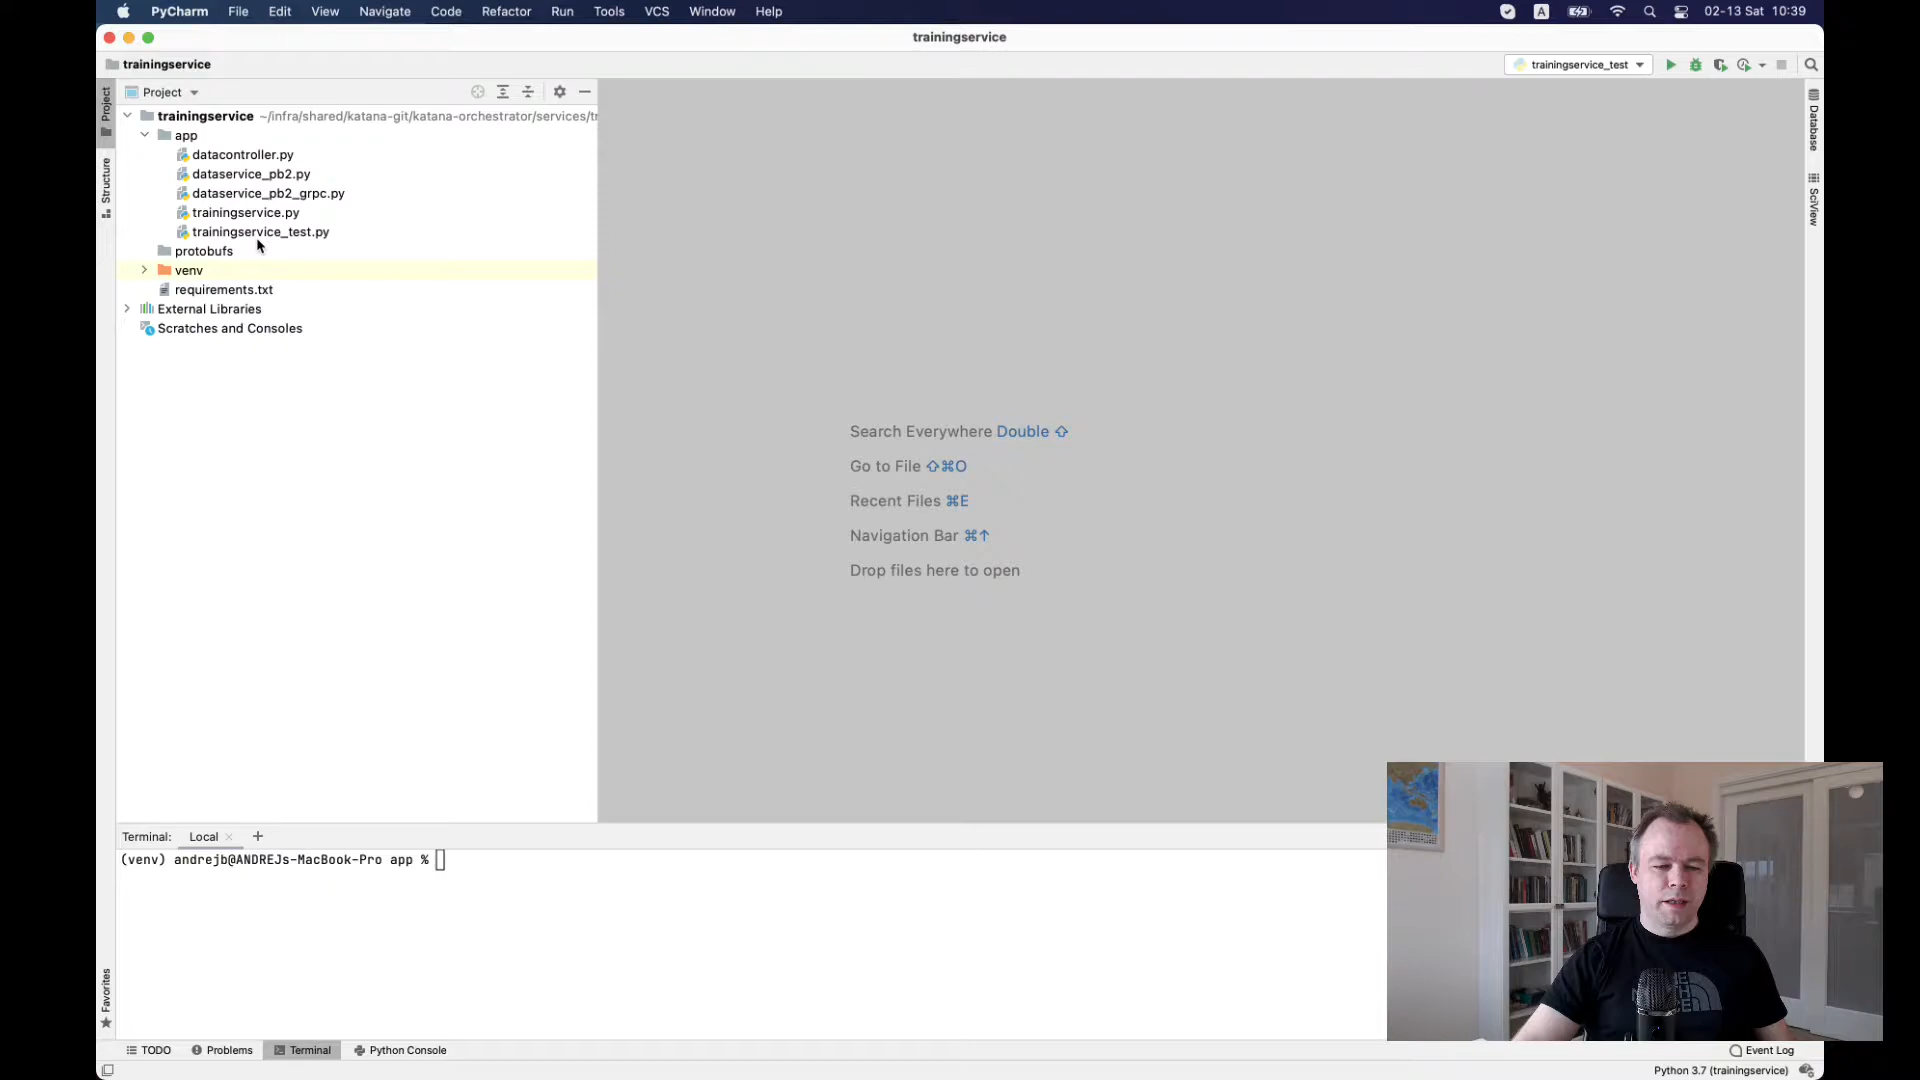 PyCharm File Edit View Navigate Code Refactor Run Tools VCS Window Help A 02-13 Sat 10:39
trainingservice
trainingservice trainingservice_test
Project
trainingservice ~/infra/shared/katana-git/katana-orchestrator/services/tr
app
datacontroller.py
dataservice_pb2.py
dataservice_pb2_grpc.py
trainingservice.py
trainingservice_test.py
protobufs
venv
requirements.txt
External Libraries
Scratches and Consoles
Project
Structure
Favorites
Database
SciView
Search Everywhere Double ⇧
Go to File ⇧⌘O
Recent Files ⌘E
Navigation Bar ⌘↑
Drop files here to open
Terminal: Local × +
(venv) andrejb@ANDREJs-MacBook-Pro app %
TODO Problems Terminal Python Console Event Log
Python 3.7 (trainingservice)